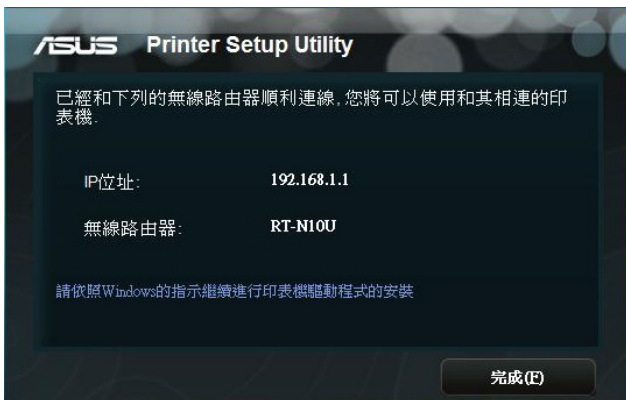 ASUS Printer Setup Utility
已經和下列的無線路由器順利連線,您將可以使用和其相連的印
表機.
IP位址: 192.168.1.1
無線路由器: RT-N10U
請依照Windows的指示繼續進行印表機驅動程式的安裝
完成(F)